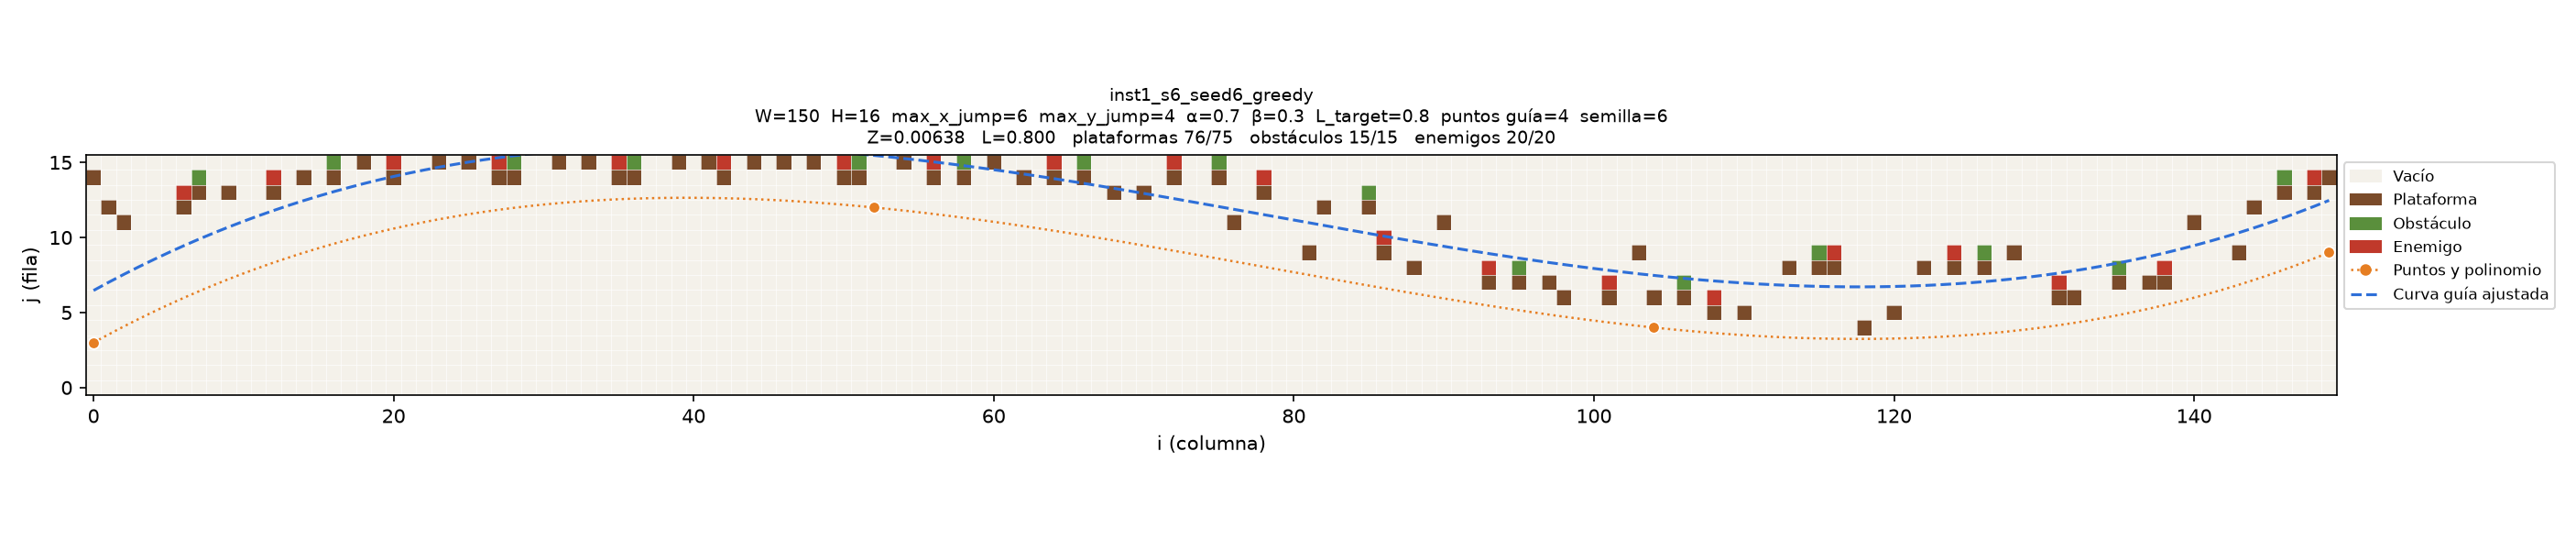 inst1_s6_seed6_greedy
W=150 H=16 max_x_jump=6 max_y_jump=4 α=0.7 β=0.3 L_target=0.8 puntos guía=4 semilla=6
Z=0.00638 L=0.800 plataformas 76/75 obstáculos 15/15 enemigos 20/20
15
10
5
0
j (fila)
0 20 40 60 80 100 120 140
i (columna)
Vacío
Plataforma
Obstáculo
Enemigo
Puntos y polinomio
Curva guía ajustada